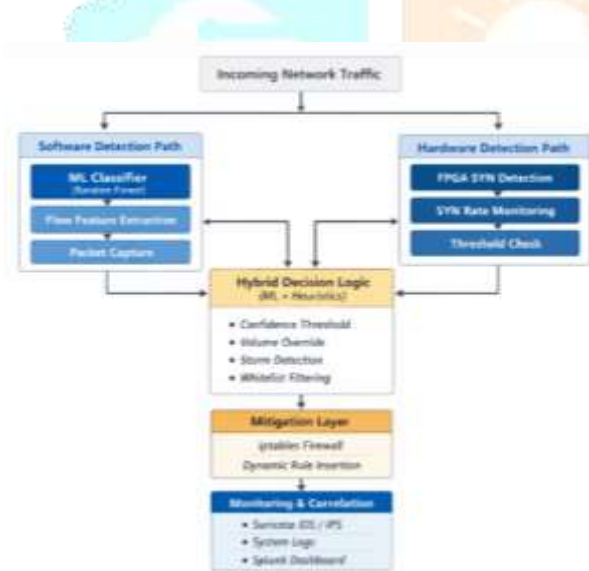 Incoming Network Traffic
Software Detection Path
ML Classifier
(Random Forest)
Flow Feature Extraction
Packet Capture
Hardware Detection Path
FPGA SYN Detection
SYN Rate Monitoring
Threshold Check
Hybrid Decision Logic
(ML + Heuristics)
• Confidence Threshold
• Volume Override
• Storm Detection
• Whitelist Filtering
Mitigation Layer
iptables Firewall
Dynamic Rule Insertion
Monitoring & Correlation
• Suricata IDS / IPS
• System Logs
• Splunk Dashboard